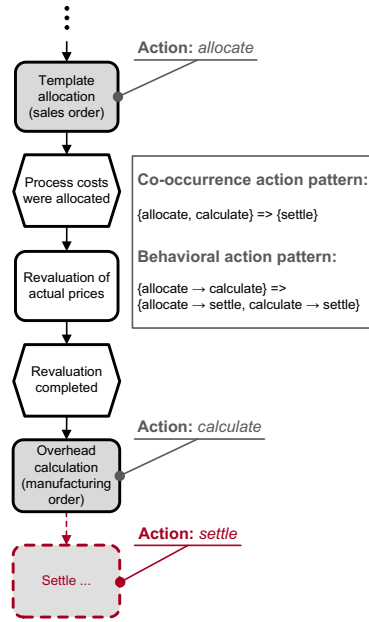 Action: allocate
Template
allocation
(sales order)
Process costs
were allocated
Co-occurrence action pattern:
{allocate, calculate} => {settle}
Behavioral action pattern:
{allocate → calculate} =>
{allocate → settle, calculate → settle}
Revaluation of
actual prices
Revaluation
completed
Action: calculate
Overhead
calculation
(manufacturing
order)
Action: settle
Settle ...